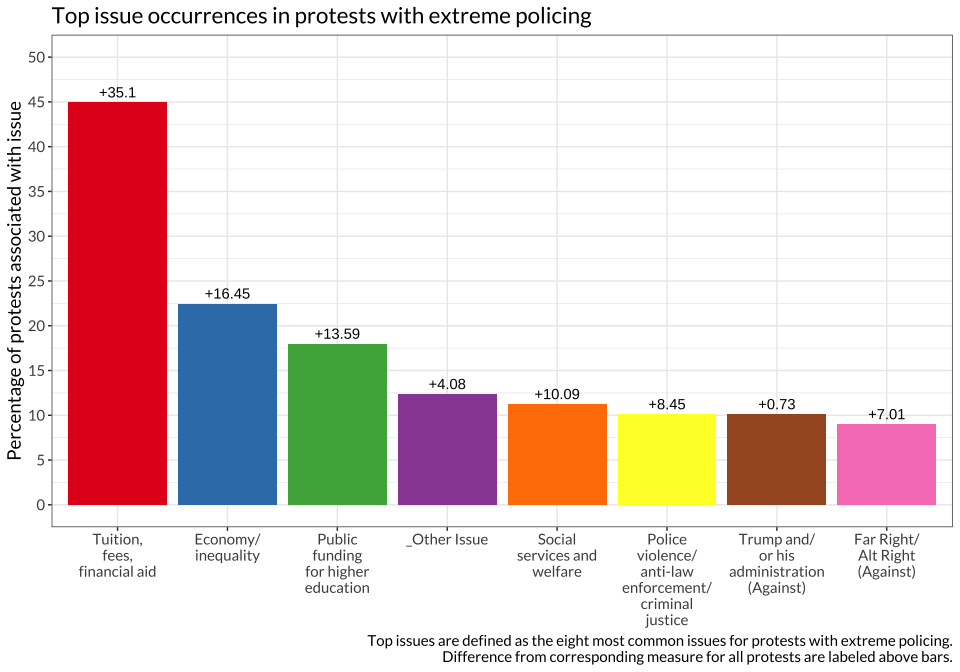 Top issue occurrences in protests with extreme policing
Percentage of protests associated with issue
50
45
40
35
30
25
20
15
10
5
0
+35.1
+16.45
+13.59
+4.08
+10.09
+8.45
+0.73
+7.01
Tuition,
fees,
financial aid
Economy/
inequality
Public
funding
for higher
education
_Other Issue
Social
services and
welfare
Police
violence/
anti-law
enforcement/
criminal
justice
Trump and/
or his
administration
(Against)
Far Right/
Alt Right
(Against)
Top issues are defined as the eight most common issues for protests with extreme policing.
Difference from corresponding measure for all protests are labeled above bars.